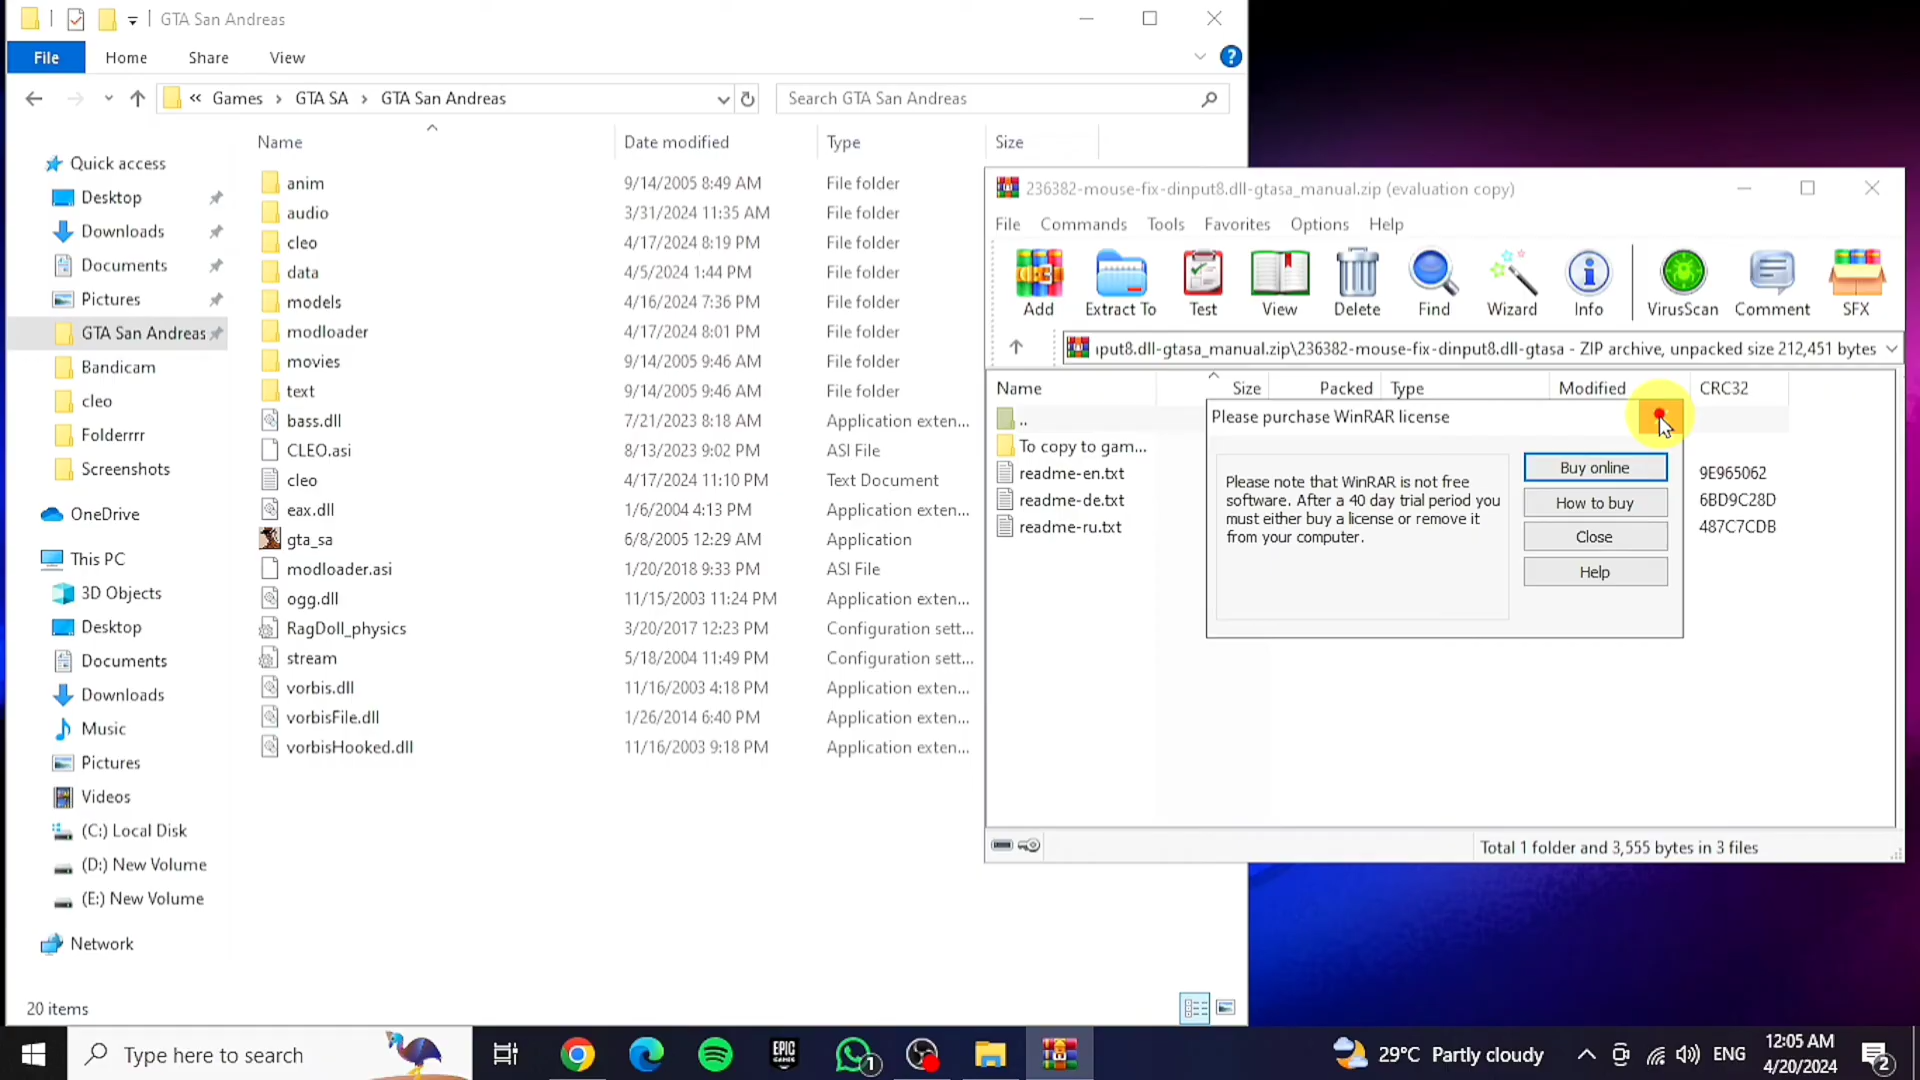 GTA San Andreas
File Home Share View
« Games › GTA SA › GTA San Andreas
Search GTA San Andreas
Name Date modified Type Size
Quick access
Desktop
Downloads
Documents
Pictures
GTA San Andreas
Bandicam
cleo
Folderrrr
Screenshots
OneDrive
This PC
3D Objects
Desktop
Documents
Downloads
Music
Pictures
Videos
(C:) Local Disk
(D:) New Volume
(E:) New Volume
Network
anim 9/14/2005 8:49 AM File folder
audio 3/31/2024 11:35 AM File folder
cleo 4/17/2024 8:19 PM File folder
data 4/5/2024 1:44 PM File folder
models 4/16/2024 7:36 PM File folder
modloader 4/17/2024 8:01 PM File folder
movies 9/14/2005 9:46 AM File folder
text 9/14/2005 9:46 AM File folder
bass.dll 7/21/2023 8:18 AM Application exten...
CLEO.asi 8/13/2023 9:02 PM ASI File
cleo 4/17/2024 11:10 PM Text Document
eax.dll 1/6/2004 4:13 PM Application exten...
gta_sa 6/8/2005 12:29 AM Application
modloader.asi 1/20/2018 9:33 PM ASI File
ogg.dll 11/15/2003 11:24 PM Application exten...
RagDoll_physics 3/20/2017 12:23 PM Configuration sett...
stream 5/18/2004 11:49 PM Configuration sett...
vorbis.dll 11/16/2003 4:18 PM Application exten...
vorbisFile.dll 1/26/2014 6:40 PM Application exten...
vorbisHooked.dll 11/16/2003 9:18 PM Application exten...
20 items
236382-mouse-fix-dinput8.dll-gtasa_manual.zip (evaluation copy)
File Commands Tools Favorites Options Help
Add Extract To Test View Delete Find Wizard Info VirusScan Comment SFX
ıput8.dll-gtasa_manual.zip\236382-mouse-fix-dinput8.dll-gtasa - ZIP archive, unpacked size 212,451 bytes
Name Size Packed Type Modified CRC32
..
To copy to gam...
readme-en.txt 9E965062
readme-de.txt 6BD9C28D
readme-ru.txt 487C7CDB
Please purchase WinRAR license
Please note that WinRAR is not free
software. After a 40 day trial period you
must either buy a license or remove it
from your computer.
Buy online
How to buy
Close
Help
Total 1 folder and 3,555 bytes in 3 files
Type here to search
EPIC
GAMES
1
29°C Partly cloudy
ENG
12:05 AM
4/20/2024
2